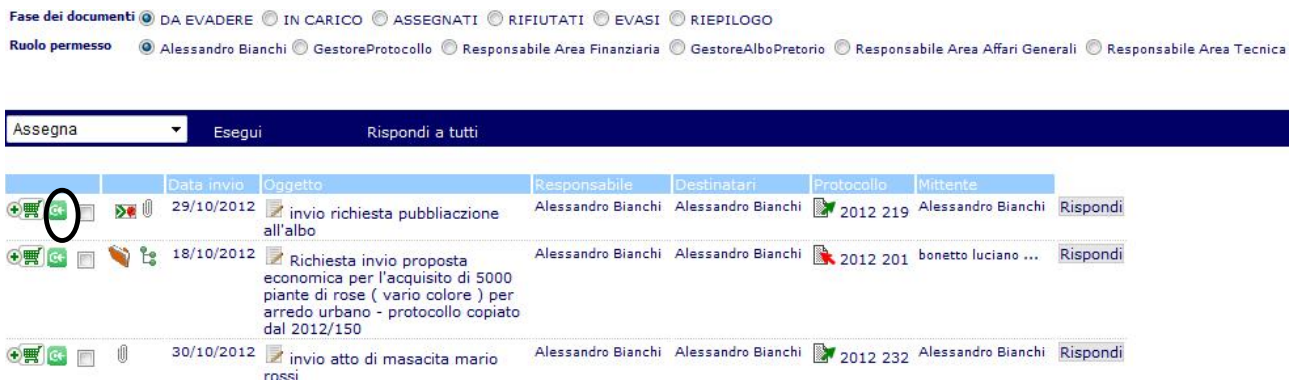 Fase dei documenti DA EVADERE IN CARICO ASSEGNATI RIFIUTATI EVASI RIEPILOGO
Ruolo permesso Alessandro Bianchi GestoreProtocollo Responsabile Area Finanziaria GestoreAlboPretorio Responsabile Area Affari Generali Responsabile Area Tecnica
Assegna Esegui Rispondi a tutti
Data invio Oggetto Responsabile Destinatari Protocollo Mittente
29/10/2012 invio richiesta pubbliaczione Alessandro Bianchi Alessandro Bianchi 2012 219 Alessandro Bianchi Rispondi
all'albo
18/10/2012 Richiesta invio proposta Alessandro Bianchi Alessandro Bianchi 2012 201 bonetto luciano ... Rispondi
economica per l'acquisito di 5000
piante di rose ( vario colore ) per
arredo urbano - protocollo copiato
dal 2012/150
30/10/2012 invio atto di masacita mario Alessandro Bianchi Alessandro Bianchi 2012 232 Alessandro Bianchi Rispondi
rossi